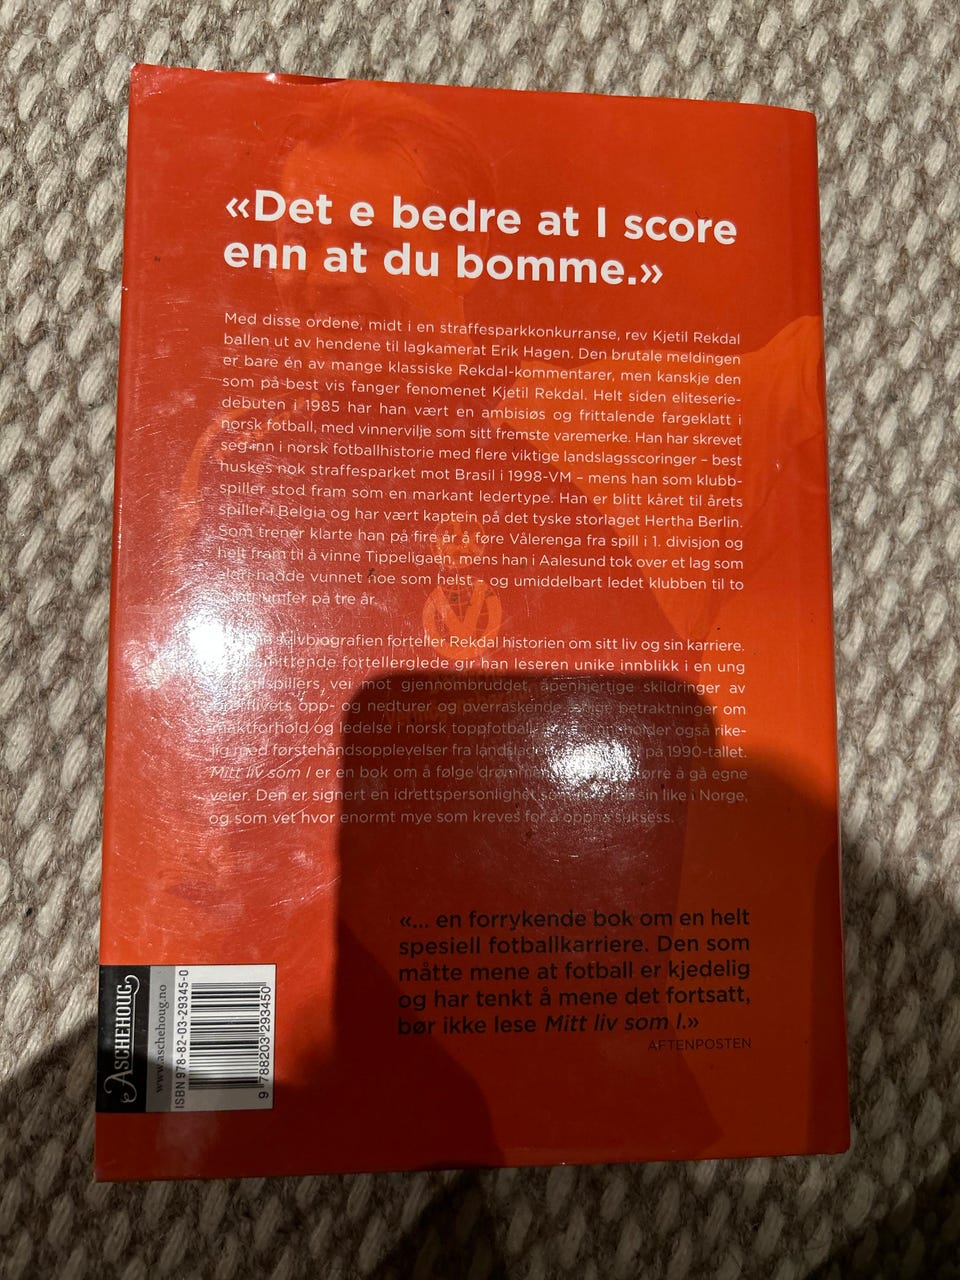 «Det e bedre at I score
enn at du bomme.»
Med disse ordene, midt i en straffesparkkonkurranse, rev Kjetil Rekdal
ballen ut av hendene til lagkamerat Erik Hagen. Den brutale meldingen
er bare én av mange klassiske Rekdal-kommentarer, men kanskje den
som på best vis fanger fenomenet Kjetil Rekdal. Helt siden eliteserie-
debuten i 1985 har han vært en ambisiøs og frittalende fargeklatt i
norsk fotball, med vinnervilje som sitt fremste varemerke. Han har skrevet
seg inn i norsk fotballhistorie med flere viktige landslagsscoringer – best
huskes nok straffesparket mot Brasil i 1998-VM – mens han som klubb-
spiller stod fram som en markant ledertype. Han er blitt kåret til årets
spiller i Belgia og har vært kaptein på det tyske storlaget Hertha Berlin.
Som trener klarte han på fire år å føre Vålerenga fra spill i 1. divisjon og
helt fram til å vinne Tippeligaen, mens han i Aalesund tok over et lag som
aldri hadde vunnet noe som helst – og umiddelbart ledet klubben til to
på tre år.
forteller Rekdal historien om sitt liv og sin karriere.
smittende fortellerglede gir han leseren unike innblikk i en ung
vei mot gjennombruddet, åpenhjertige skildringer av
opp- og nedturer og overraskende betraktninger om
maktforhold og ledelse i norsk toppfotball. også rike-
lig med førstehåndsopplevelser fra på 1990-tallet.
Mitt liv som I er en bok om å følge å gå egne
veier. Den er signert en idrettspersonlighet sin like i Norge,
og som vet hvor enormt mye som kreves for å oppnå suksess.
«... en forrykende bok om en helt
spesiell fotballkarriere. Den som
måtte mene at fotball er kjedelig
og har tenkt å mene det fortsatt,
bør ikke lese Mitt liv som I.»
AFTENPOSTEN
ASCHEHOUG
www.aschehoug.no
ISBN 978-82-03-29345-0
9 788203 293450